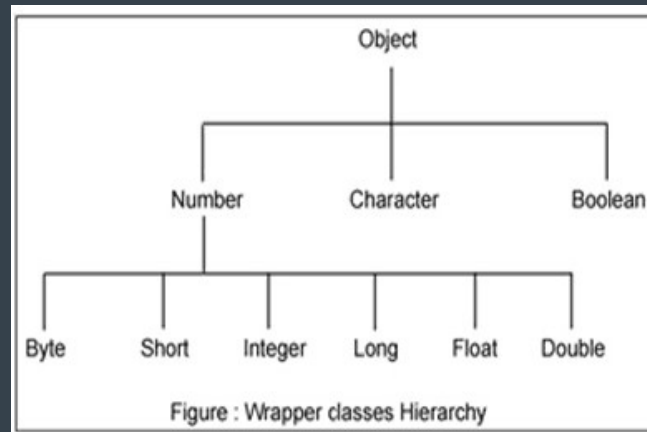 Object
Number Character Boolean
Byte Short Integer Long Float Double
Figure : Wrapper classes Hierarchy